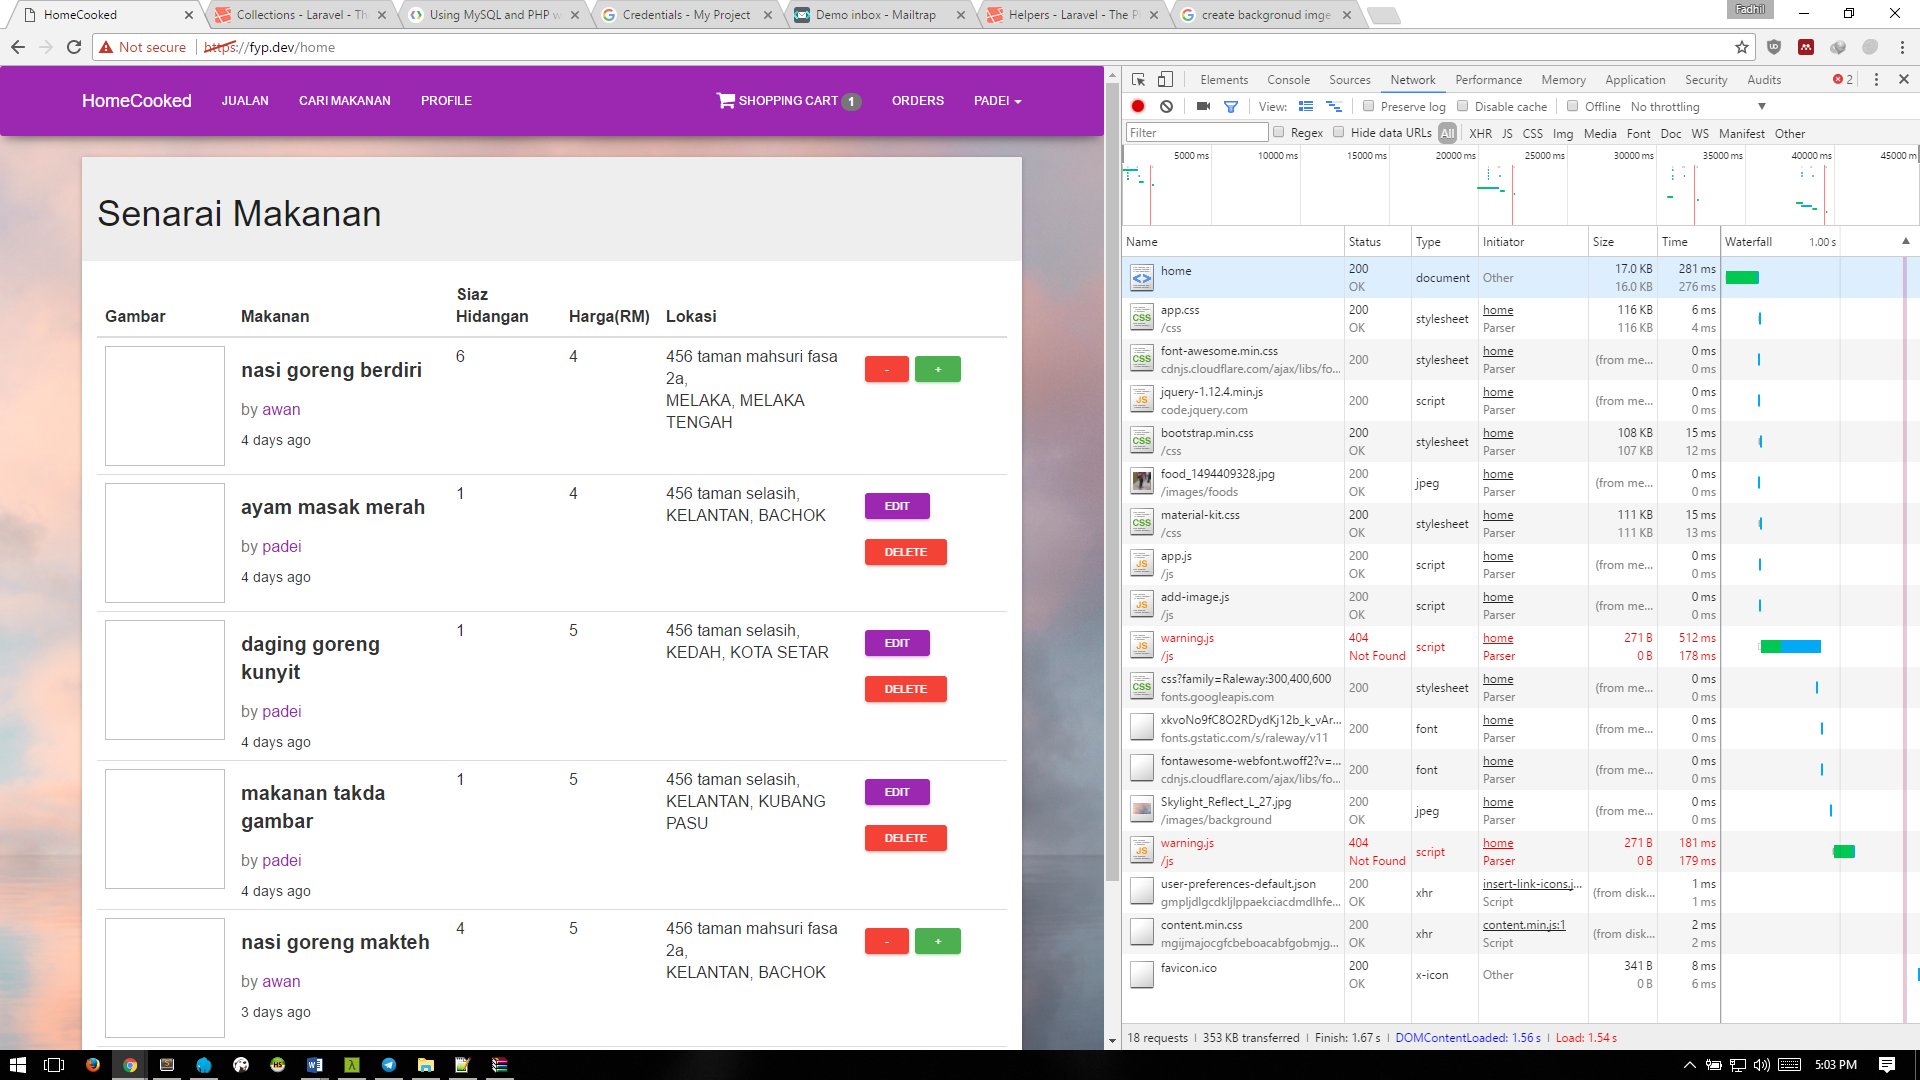 HomeCooked
Collections - Laravel - Th
Using MySQL and PHP w
Credentials - My Project
Demo inbox - Mailtrap
Helpers - Laravel - The P
create backgronud imge
Fadhil
Not secure | https://fyp.dev/home
HomeCooked JUALAN CARI MAKANAN PROFILE SHOPPING CART 1 ORDERS PADEI
Senarai Makanan
Gambar Makanan Siaz Hidangan Harga(RM) Lokasi
nasi goreng berdiri
by awan
4 days ago
6 4
456 taman mahsuri fasa
2a,
MELAKA, MELAKA
TENGAH
- +
ayam masak merah
by padei
4 days ago
1 4
456 taman selasih,
KELANTAN, BACHOK
EDIT
DELETE
daging goreng
kunyit
by padei
4 days ago
1 5
456 taman selasih,
KEDAH, KOTA SETAR
EDIT
DELETE
makanan takda
gambar
by padei
4 days ago
1 5
456 taman selasih,
KELANTAN, KUBANG
PASU
EDIT
DELETE
nasi goreng makteh
by awan
3 days ago
4 5
456 taman mahsuri fasa
2a,
KELANTAN, BACHOK
- +
Elements Console Sources Network Performance Memory Application Security Audits 2
View: Preserve log Disable cache Offline No throttling
Filter Regex Hide data URLs All XHR JS CSS Img Media Font Doc WS Manifest Other
5000 ms 10000 ms 15000 ms 20000 ms 25000 ms 30000 ms 35000 ms 40000 ms 45000 m
Name Status Type Initiator Size Time Waterfall 1.00 s
home 200 OK document Other 17.0 KB 16.0 KB 281 ms 276 ms
app.css /css 200 OK stylesheet home Parser 116 KB 116 KB 6 ms 4 ms
font-awesome.min.css cdnjs.cloudflare.com/ajax/libs/fo... 200 stylesheet home Parser (from me... 0 ms 0 ms
jquery-1.12.4.min.js code.jquery.com 200 script home Parser (from me... 0 ms 0 ms
bootstrap.min.css /css 200 OK stylesheet home Parser 108 KB 107 KB 15 ms 12 ms
food_1494409328.jpg /images/foods 200 OK jpeg home Parser (from me... 0 ms 0 ms
material-kit.css /css 200 OK stylesheet home Parser 111 KB 111 KB 15 ms 13 ms
app.js /js 200 OK script home Parser (from me... 0 ms 0 ms
add-image.js /js 200 OK script home Parser (from me... 0 ms 0 ms
warning.js /js 404 Not Found script home Parser 271 B 0 B 512 ms 178 ms
css?family=Raleway:300,400,600 fonts.googleapis.com 200 stylesheet home Parser (from me... 0 ms 0 ms
xkvoNo9fC8O2RDydKj12b_k_vAr... fonts.gstatic.com/s/raleway/v11 200 font home Parser (from me... 0 ms 0 ms
fontawesome-webfont.woff2?v=... cdnjs.cloudflare.com/ajax/libs/fo... 200 font home Parser (from me... 0 ms 0 ms
Skylight_Reflect_L_27.jpg /images/background 200 OK jpeg home Parser (from me... 0 ms 0 ms
warning.js /js 404 Not Found script home Parser 271 B 0 B 181 ms 179 ms
user-preferences-default.json gmpljdlgcdkljlppaekciacdmdlhfe... 200 OK xhr insert-link-icons.j... Script (from disk... 1 ms 1 ms
content.min.css mgijmajocgfcbeboacabfgobmjg... 200 OK xhr content.min.js:1 Script (from disk... 2 ms 2 ms
favicon.ico 200 OK x-icon Other 341 B 0 B 8 ms 6 ms
18 requests | 353 KB transferred | Finish: 1.67 s | DOMContentLoaded: 1.56 s | Load: 1.54 s
5:03 PM